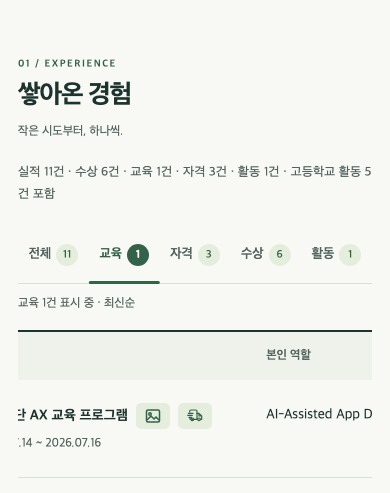 01 / EXPERIENCE
쌓아온 경험
작은 시도부터, 하나씩.
실적 11건 · 수상 6건 · 교육 1건 · 자격 3건 · 활동 1건 · 고등학교 활동 5
건 포함
전체 11 교육 1 자격 3 수상 6 활동 1
교육 1건 표시 중 · 최신순
본인 역할
AX 교육 프로그램 AI-Assisted App D
.14 ~ 2026.07.16